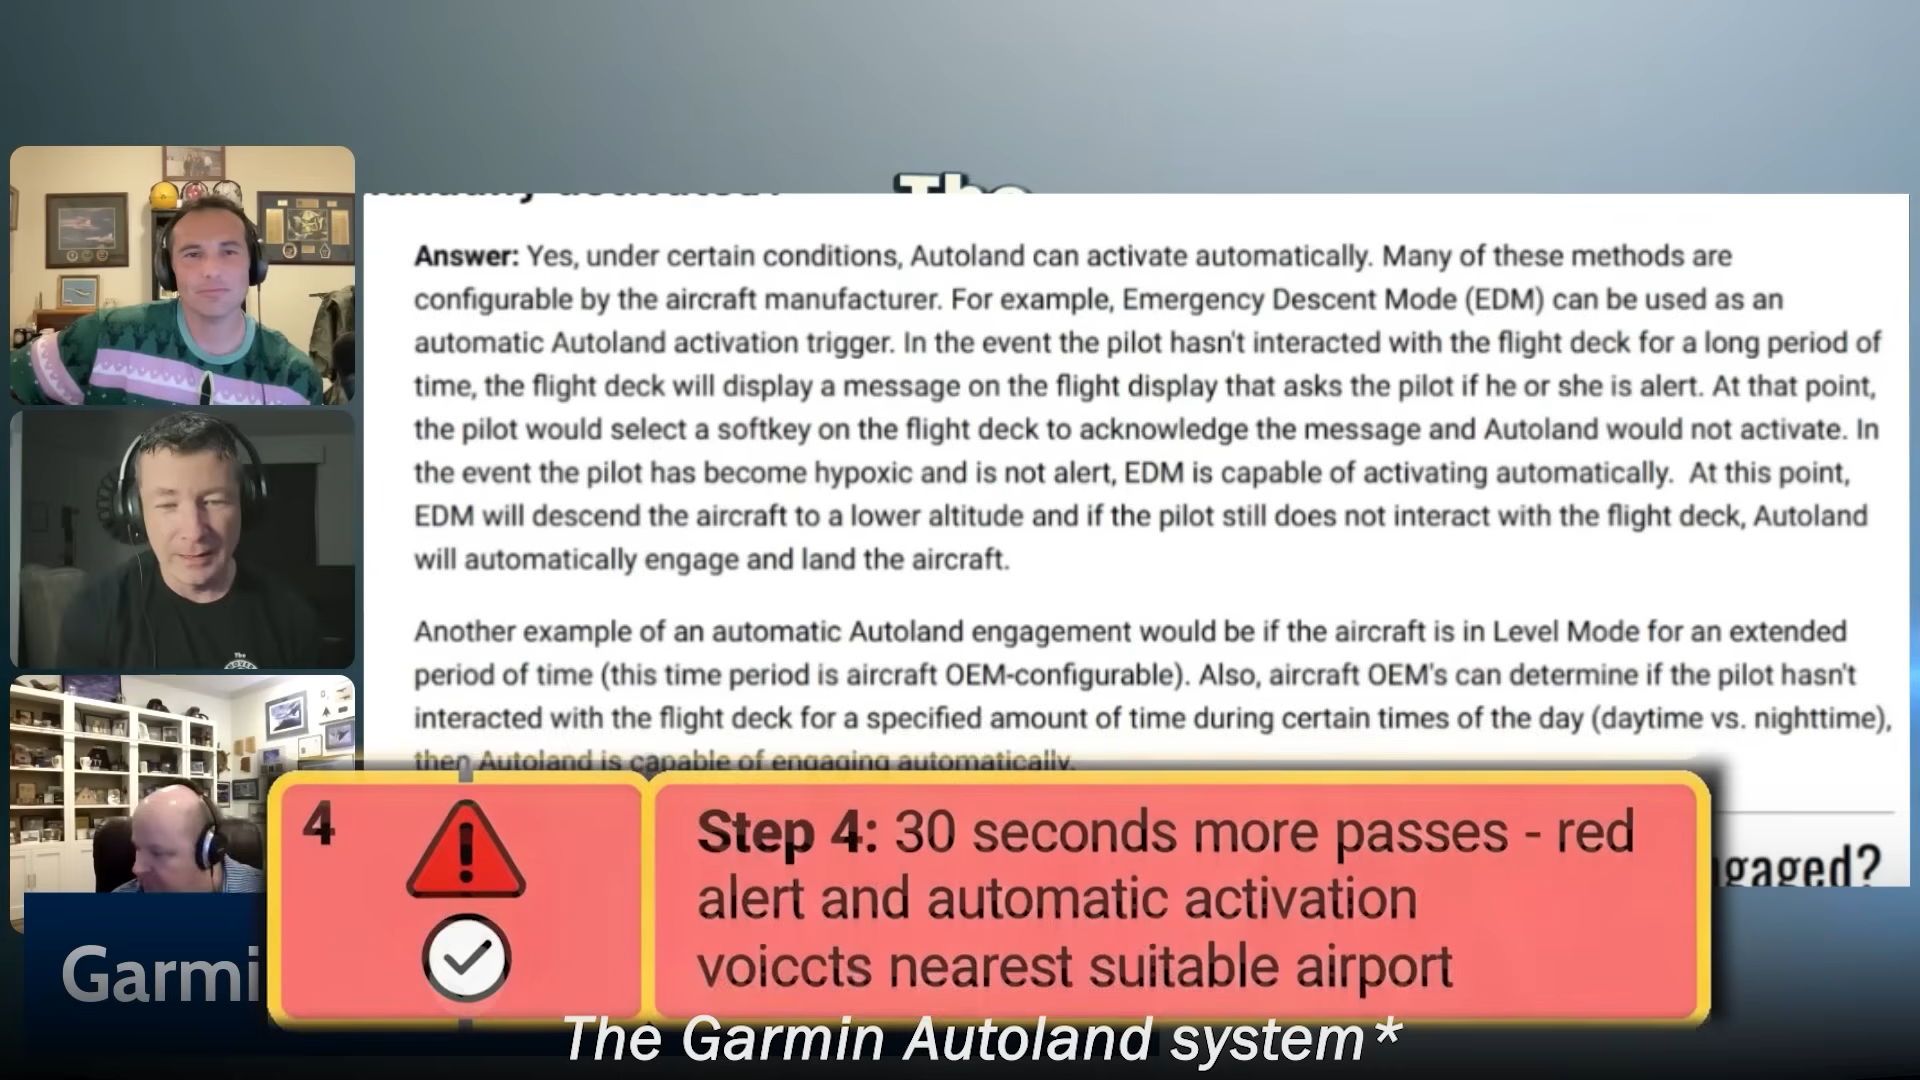 The
Answer: Yes, under certain conditions, Autoland can activate automatically. Many of these methods are
configurable by the aircraft manufacturer. For example, Emergency Descent Mode (EDM) can be used as an
automatic Autoland activation trigger. In the event the pilot hasn't interacted with the flight deck for a long period of
time, the flight deck will display a message on the flight display that asks the pilot if he or she is alert. At that point,
the pilot would select a softkey on the flight deck to acknowledge the message and Autoland would not activate. In
the event the pilot has become hypoxic and is not alert, EDM is capable of activating automatically. At this point,
EDM will descend the aircraft to a lower altitude and if the pilot still does not interact with the flight deck, Autoland
will automatically engage and land the aircraft.
Another example of an automatic Autoland engagement would be if the aircraft is in Level Mode for an extended
period of time (this time period is aircraft OEM-configurable). Also, aircraft OEM's can determine if the pilot hasn't
interacted with the flight deck for a specified amount of time during certain times of the day (daytime vs. nighttime),
then Autoland is capable of engaging automatically.
4
Step 4: 30 seconds more passes - red
alert and automatic activation
voiccts nearest suitable airport
gaged?
Garmi
The Garmin Autoland system*